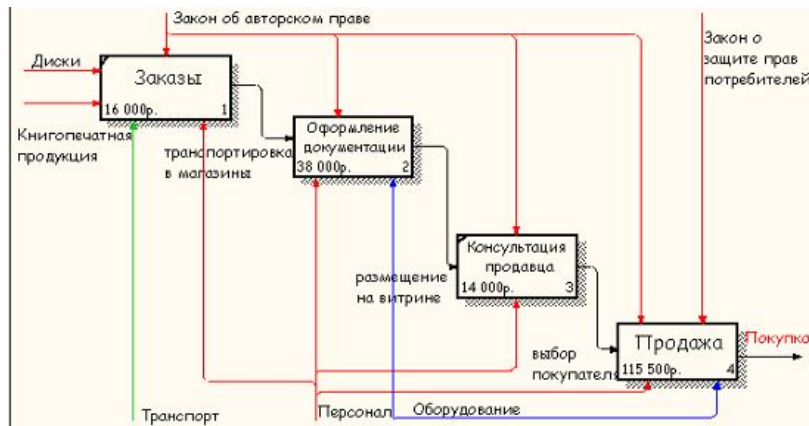 Закон об авторском праве
Диски
Заказы
16 000р. 1
Закон о
защите прав
потребителей
Книгопечатная
продукция
транспортировка
в магазины
Оформление
документации
38 000р. 2
Консультация
продавца
14 000р. 3
размещение
на витрине
Продажа
115 500р. 4
Покупка
выбор
покупателя
Транспорт
Персонал
Оборудование